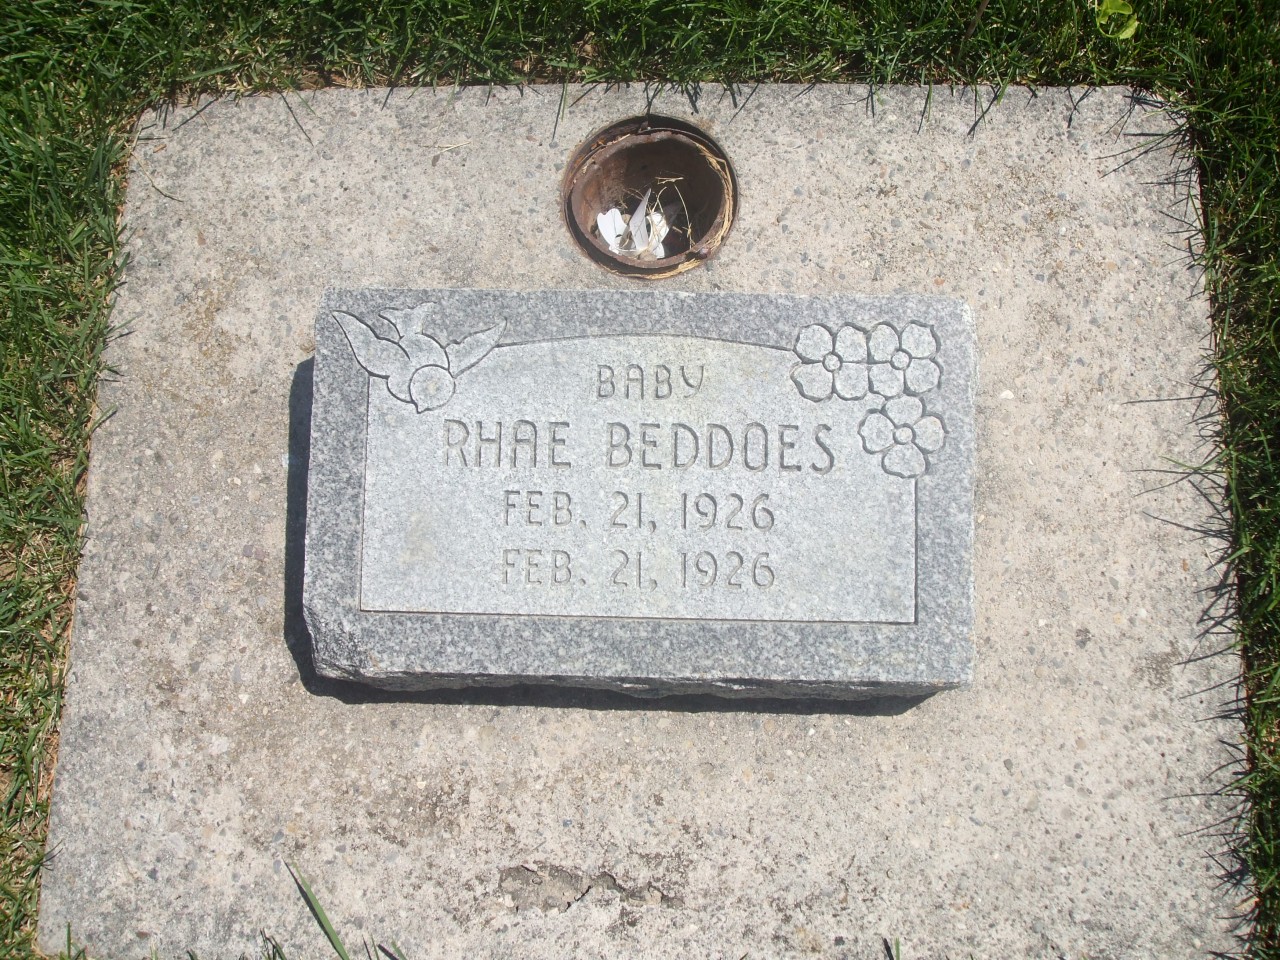 BABY
RHAE BEDDOES
FEB. 21, 1926
FEB. 21, 1926